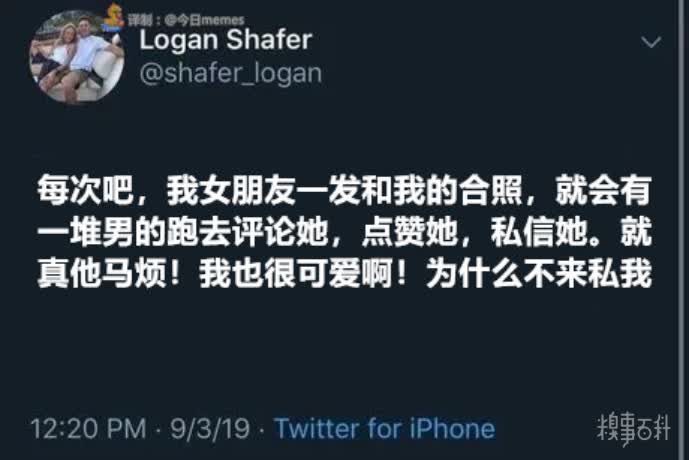 译制：@今日memes
Logan Shafer
@shafer_logan
每次吧，我女朋友一发和我的合照，就会有
一堆男的跑去评论她，点赞她，私信她。就
真他马烦！我也很可爱啊！为什么不来私我
12:20 PM · 9/3/19 · Twitter for iPhone
糗事百科